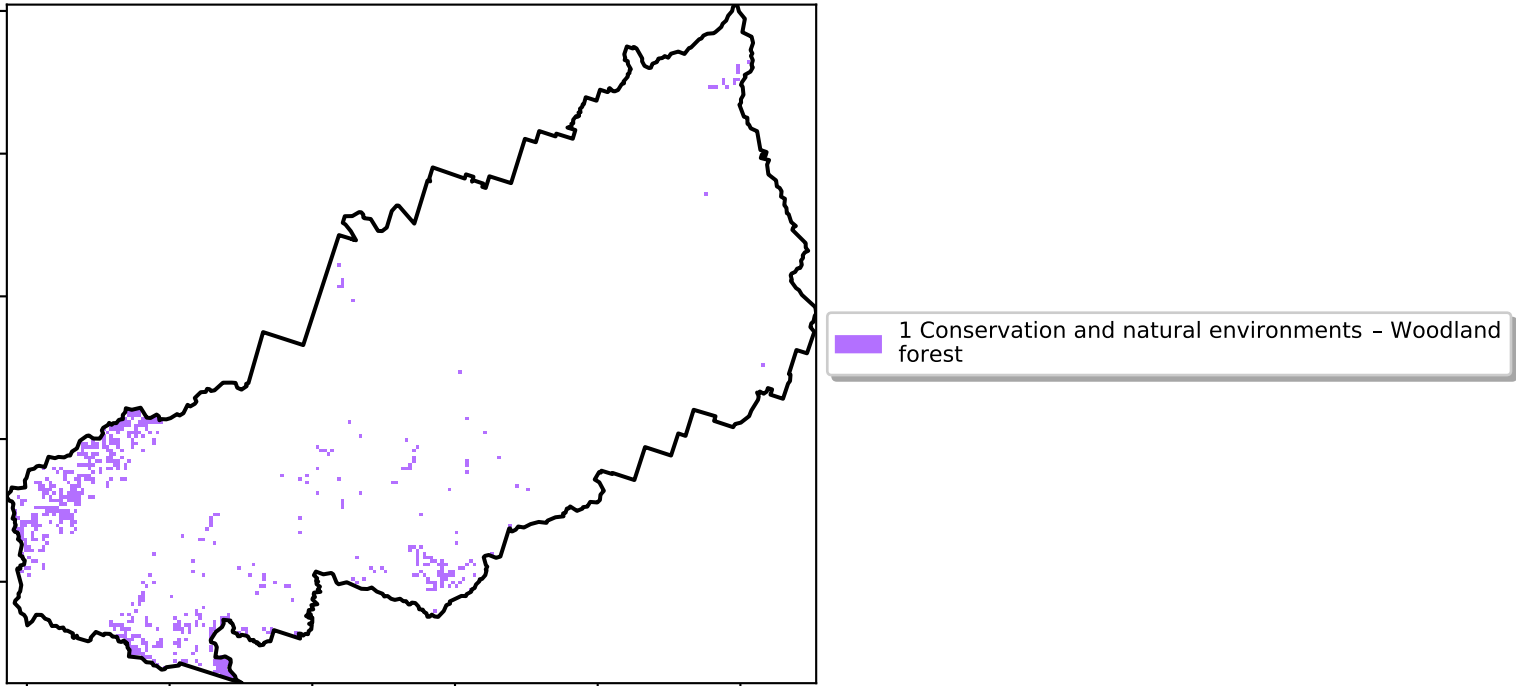 1 Conservation and natural environments – Woodland
forest